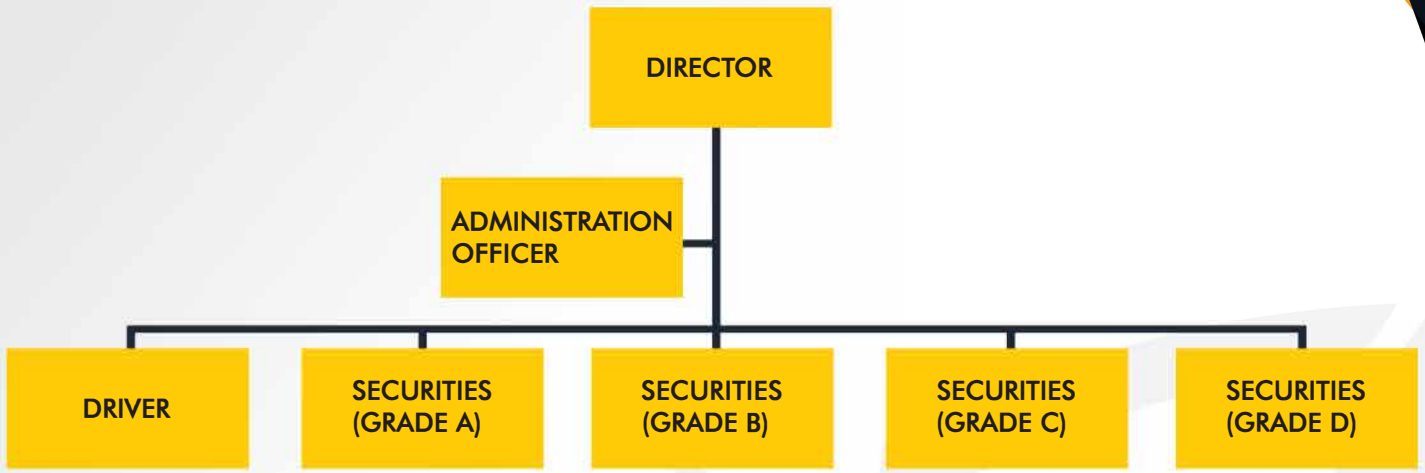 DIRECTOR
ADMINISTRATION
OFFICER
DRIVER
SECURITIES
(GRADE A)
SECURITIES
(GRADE B)
SECURITIES
(GRADE C)
SECURITIES
(GRADE D)